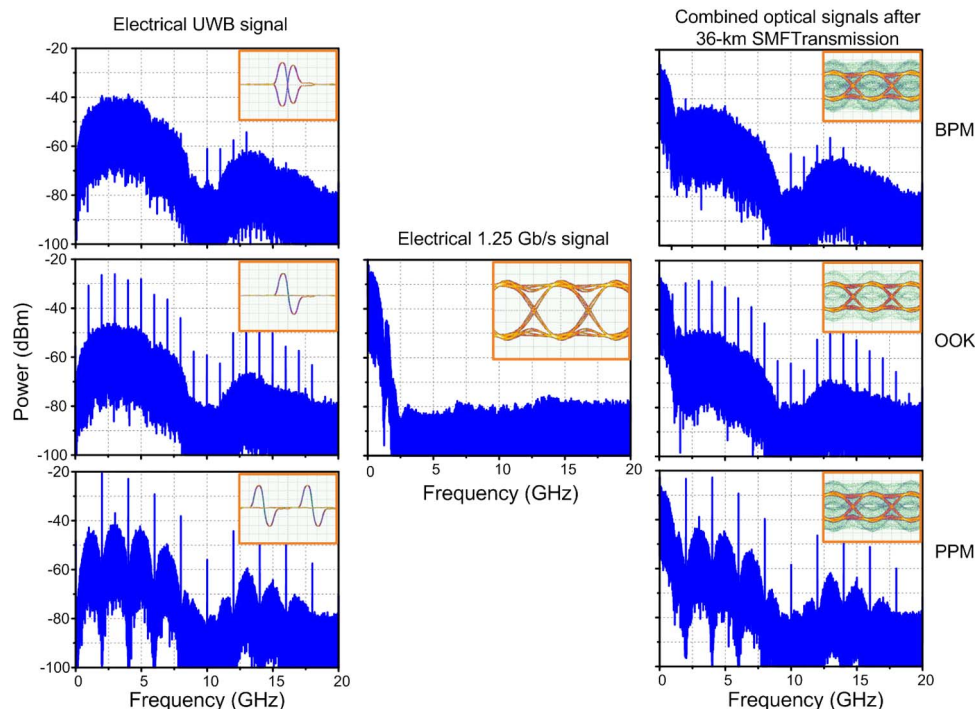 Electrical UWB signal
Combined optical signals after
36-km SMFTransmission
-20
-40
-60
-80
-100
BPM
Electrical 1.25 Gb/s signal
Power (dBm)
-20
-40
-60
-80
-100
OOK
0 5 10 15 20
Frequency (GHz)
-20
-40
-60
-80
-100
PPM
0 5 10 15 20
Frequency (GHz)
0 5 10 15 20
Frequency (GHz)